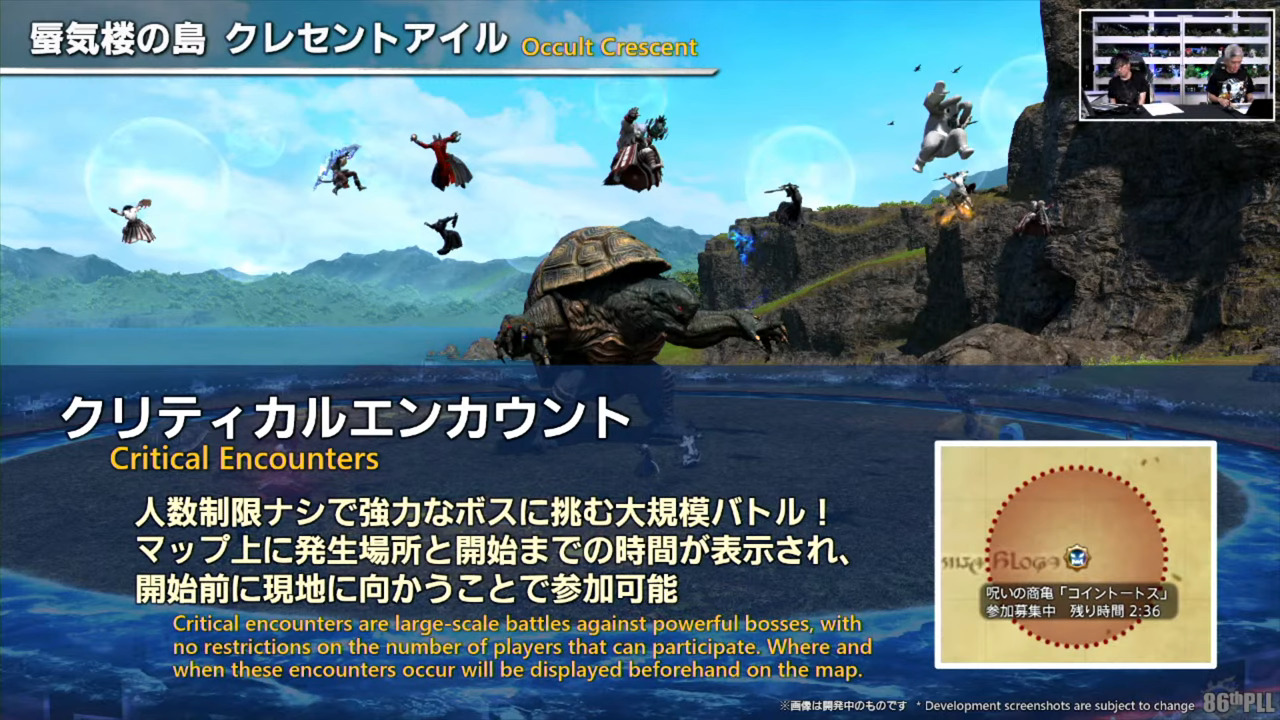 蜃気楼の島 クレセントアイル Occult Crescent
クリティカルエンカウント
Critical Encounters
人数制限ナシで強力なボスに挑む大規模バトル！
マップ上に発生場所と開始までの時間が表示され、
開始前に現地に向かうことで参加可能
Critical encounters are large-scale battles against powerful bosses, with
no restrictions on the number of players that can participate. Where and
when these encounters occur will be displayed beforehand on the map.
呪いの商亀「コイントートス」
参加募集中 残り時間 2:36
※画像は開発中のものです * Development screenshots are subject to change
86thPLL